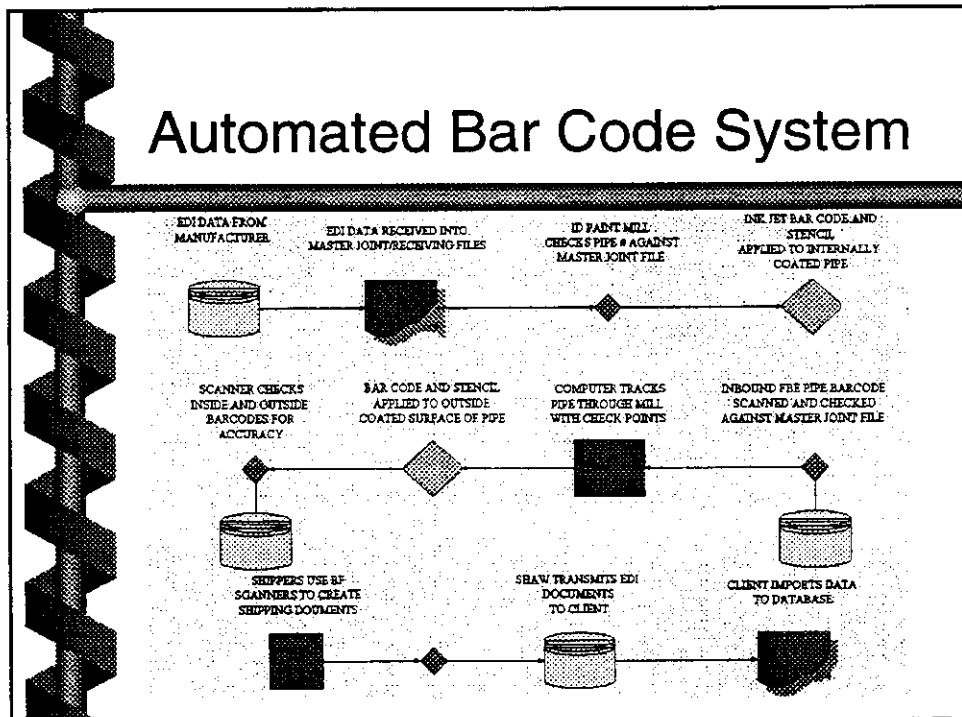 Automated Bar Code System
EDI DATA FROM
MANUFACTURER
EDI DATA RECEIVED INTO
MASTER JOINT/RECEIVING FILES
ID PAINT MILL
CHECKS PIPE # AGAINST
MASTER JOINT FILE
INK JET BAR CODE AND
STENCIL
APPLIED TO INTERNALLY
COATED PIPE
SCANNER CHECKS
INSIDE AND OUTSIDE
BARCODES FOR
ACCURACY
BAR CODE AND STENCIL
APPLIED TO OUTSIDE
COATED SURFACE OF PIPE
COMPUTER TRACKS
PIPE THROUGH MILL
WITH CHECK POINTS
INBOUND FBE PIPE BARCODE
SCANNED AND CHECKED
AGAINST MASTER JOINT FILE
SHIPPERS USE RF
SCANNERS TO CREATE
SHIPPING DOUMENTS
SHAW TRANSMITS EDI
DOCUMENTS
TO CLIENT
CLIENT IMPORTS DATA
TO DATABASE